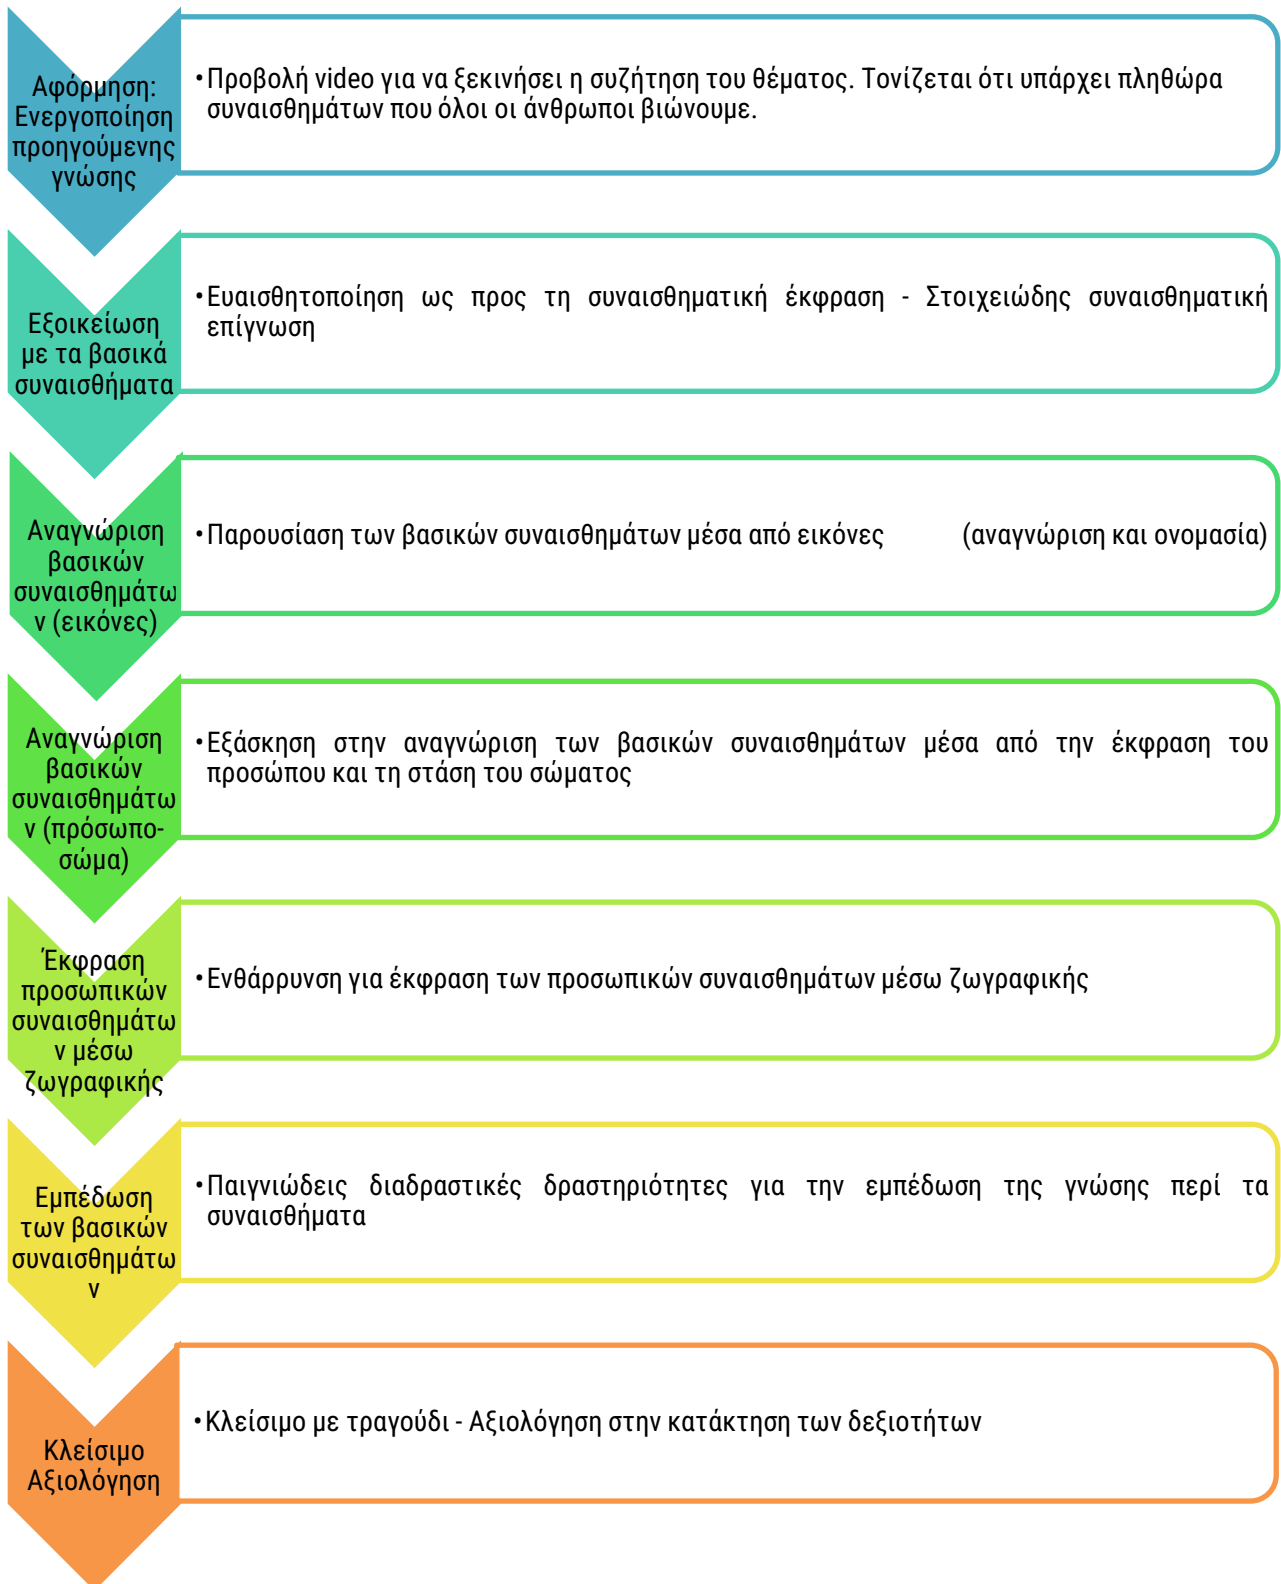 Αφόρμηση:
Ενεργοποίηση
προηγούμενης
γνώσης
•Προβολή video για να ξεκινήσει η συζήτηση του θέματος. Τονίζεται ότι υπάρχει πληθώρα
συναισθημάτων που όλοι οι άνθρωποι βιώνουμε.
Εξοικείωση
με τα βασικά
συναισθήματα
•Ευαισθητοποίηση ως προς τη συναισθηματική έκφραση - Στοιχειώδης συναισθηματική
επίγνωση
Αναγνώριση
βασικών
συναισθημάτω
ν (εικόνες)
•Παρουσίαση των βασικών συναισθημάτων μέσα από εικόνες (αναγνώριση και ονομασία)
Αναγνώριση
βασικών
συναισθημάτω
ν (πρόσωπο-
σώμα)
•Εξάσκηση στην αναγνώριση των βασικών συναισθημάτων μέσα από την έκφραση του
προσώπου και τη στάση του σώματος
Έκφραση
προσωπικών
συναισθημάτω
ν μέσω
ζωγραφικής
•Ενθάρρυνση για έκφραση των προσωπικών συναισθημάτων μέσω ζωγραφικής
Εμπέδωση
των βασικών
συναισθημάτω
ν
•Παιγνιώδεις διαδραστικές δραστηριότητες για την εμπέδωση της γνώσης περί τα
συναισθήματα
Κλείσιμο
Αξιολόγηση
•Κλείσιμο με τραγούδι - Αξιολόγηση στην κατάκτηση των δεξιοτήτων